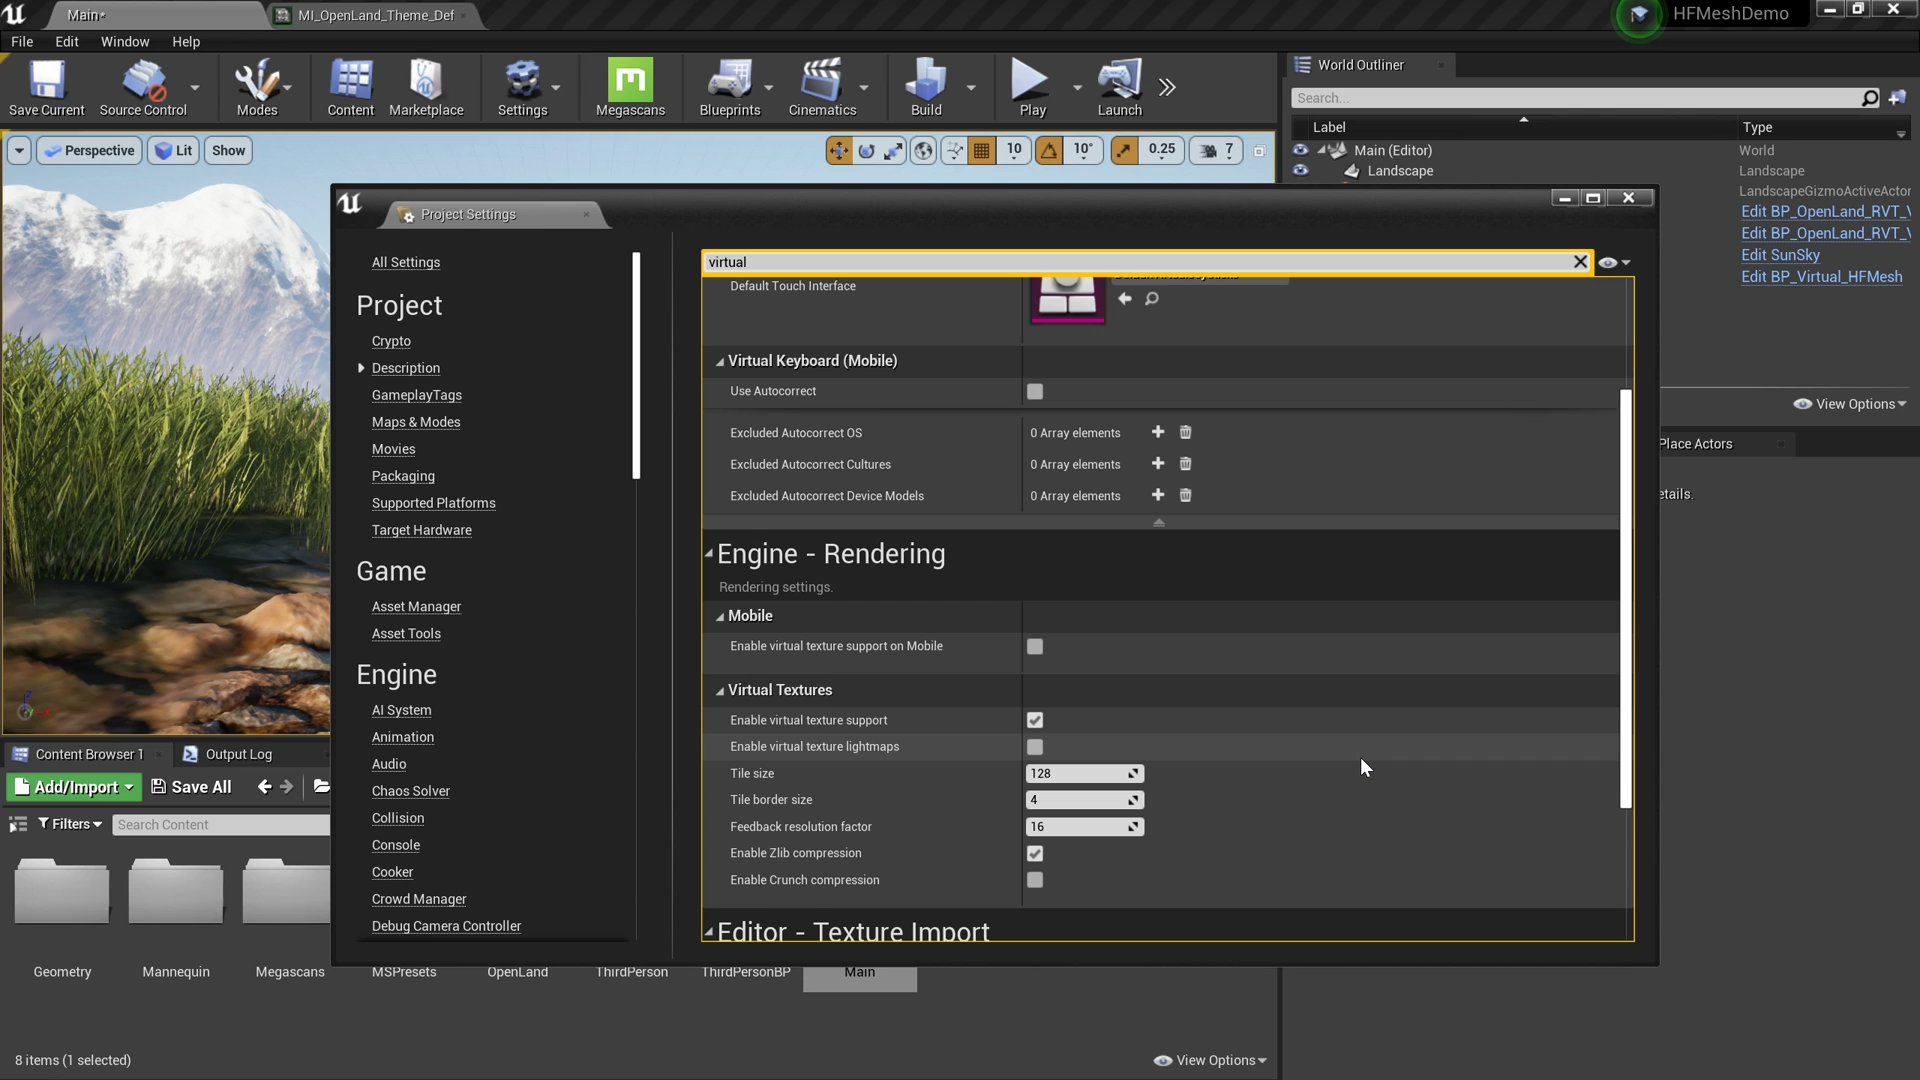 Main*
MI_OpenLand_Theme_Def
HFMeshDemo
File Edit Window Help
Save Current
Source Control
Modes
Content
Marketplace
Settings
Megascans
Blueprints
Cinematics
Build
Play
Launch
World Outliner
Search...
Label
Type
Main (Editor)
World
Landscape
Landscape
LandscapeGizmoActiveActor
Edit BP_OpenLand_RVT_V
Edit BP_OpenLand_RVT_V
Edit SunSky
Edit BP_Virtual_HFMesh
View Options
Place Actors
etails.
Perspective
Lit
Show
10
10°
0.25
7
Project Settings
All Settings
Project
Crypto
Description
GameplayTags
Maps & Modes
Movies
Packaging
Supported Platforms
Target Hardware
Game
Asset Manager
Asset Tools
Engine
AI System
Animation
Audio
Chaos Solver
Collision
Console
Cooker
Crowd Manager
Debug Camera Controller
virtual
Default Touch Interface
Virtual Keyboard (Mobile)
Use Autocorrect
Excluded Autocorrect OS
0 Array elements
Excluded Autocorrect Cultures
0 Array elements
Excluded Autocorrect Device Models
0 Array elements
Engine - Rendering
Rendering settings.
Mobile
Enable virtual texture support on Mobile
Virtual Textures
Enable virtual texture support
Enable virtual texture lightmaps
Tile size
128
Tile border size
4
Feedback resolution factor
16
Enable Zlib compression
Enable Crunch compression
Editor - Texture Import
Content Browser 1
Output Log
Add/Import
Save All
Filters
Search Content
Geometry
Mannequin
Megascans
MSPresets
OpenLand
ThirdPerson
ThirdPersonBP
Main
8 items (1 selected)
View Options